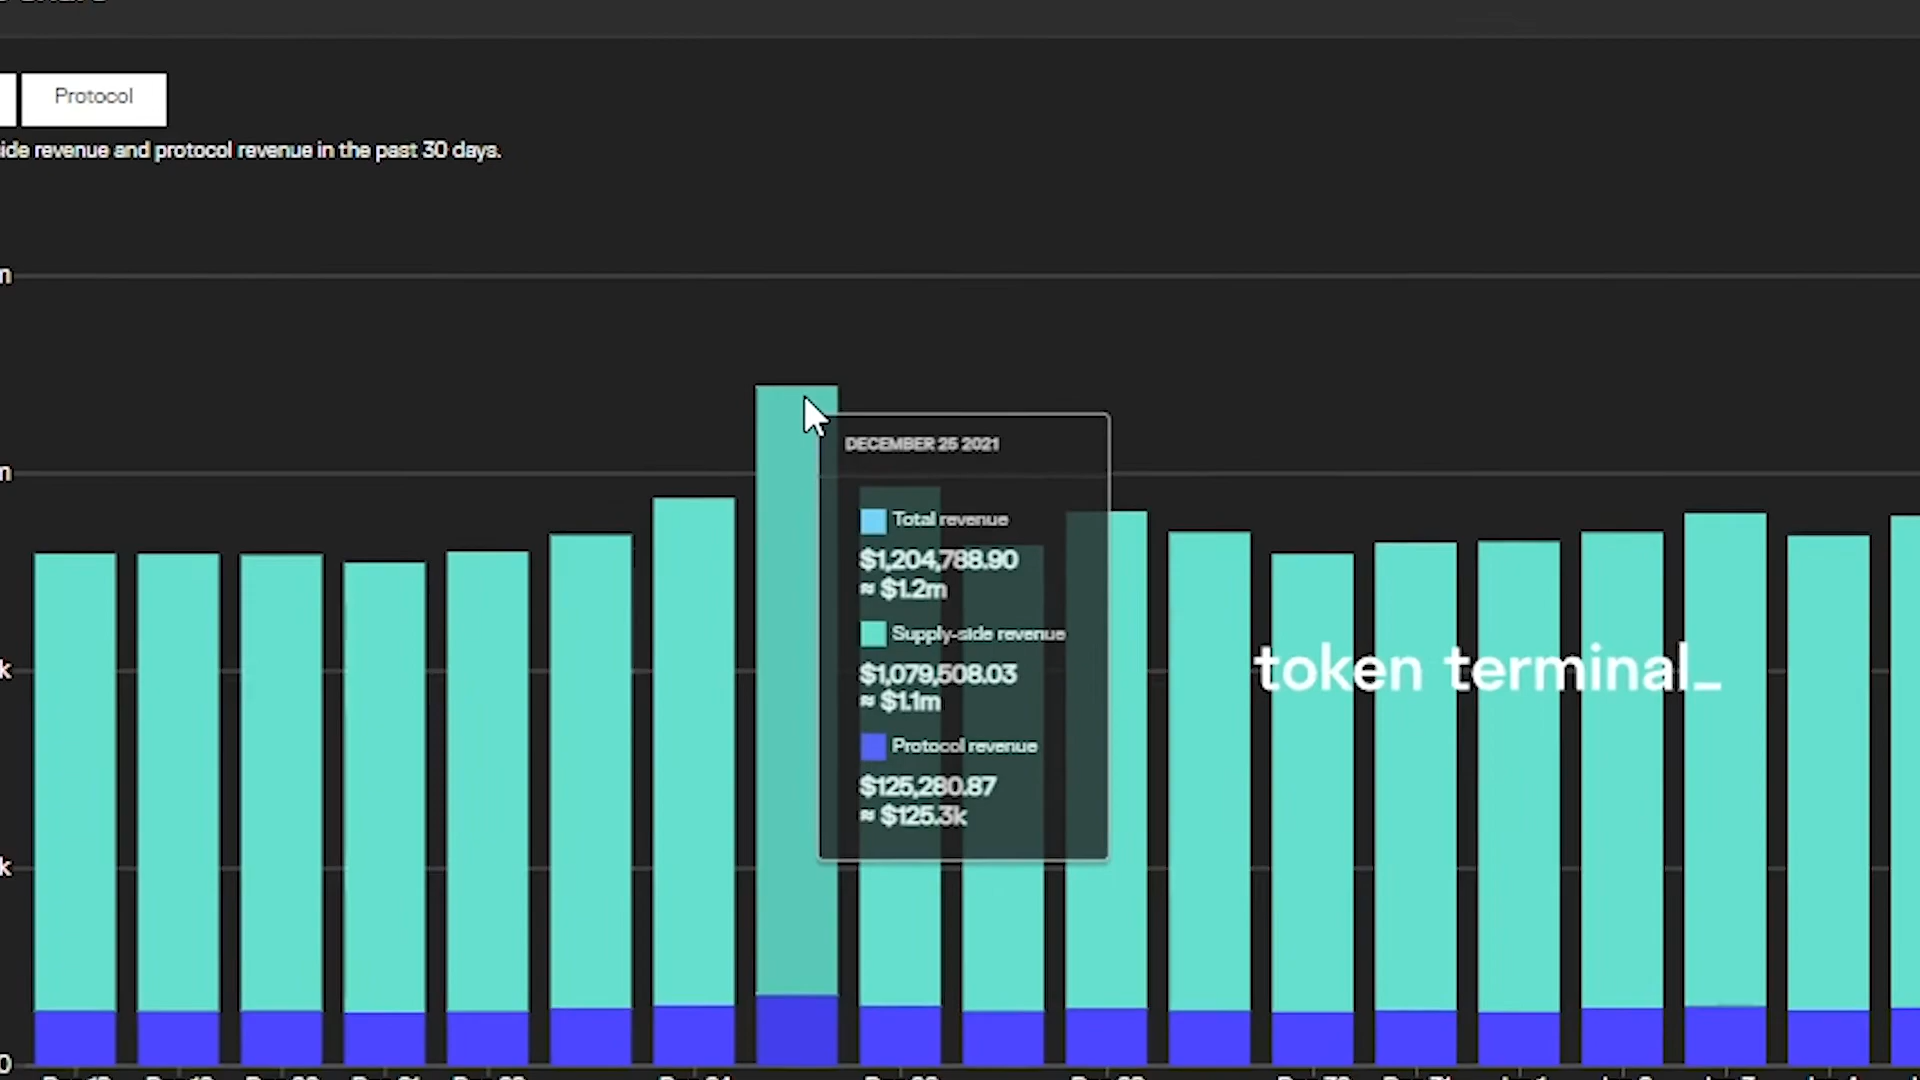 Protocol
revenue and protocol revenue in the past 30 days.
DECEMBER 25 2021
Total revenue
$1,204,788.90
≈ $1.2m
Supply-side revenue
$1,079,508.03
≈ $1.1m
token terminal_
Protocol revenue
$125,280.87
≈ $125.3k
0